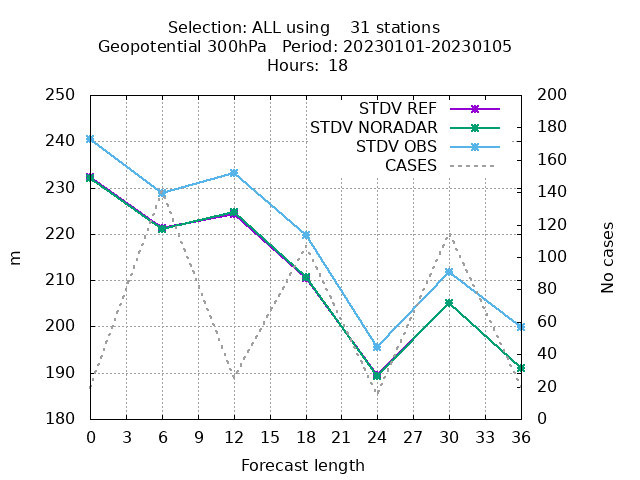 Selection: ALL using    31 stations
Geopotential 300hPa   Period: 20230101-20230105
Hours:  18
STDV REF
STDV NORADAR
STDV OBS
CASES
250
240
230
220
210
200
190
180
m
200
180
160
140
120
100
80
60
40
20
0
No cases
0 3 6 9 12 15 18 21 24 27 30 33 36
Forecast length